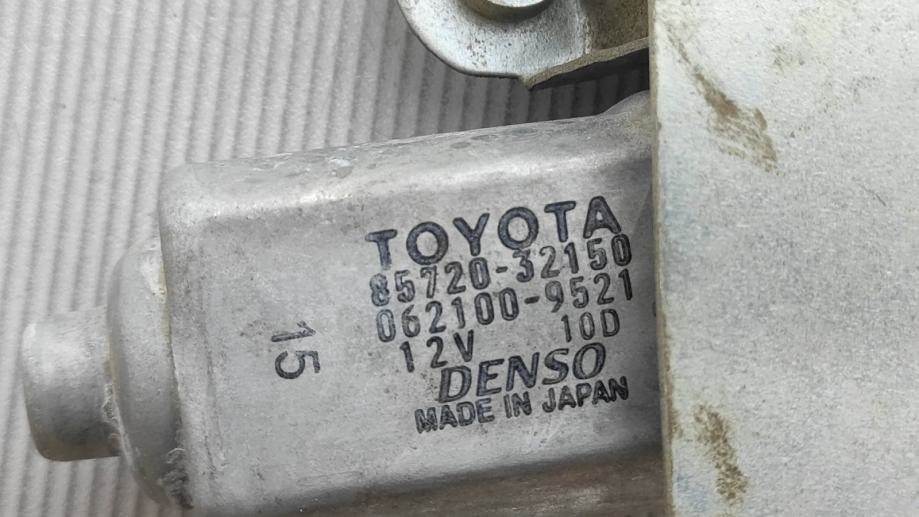 TOYOTA
85720-32150
062100-9521
12V 10D
DENSO
MADE IN JAPAN
15